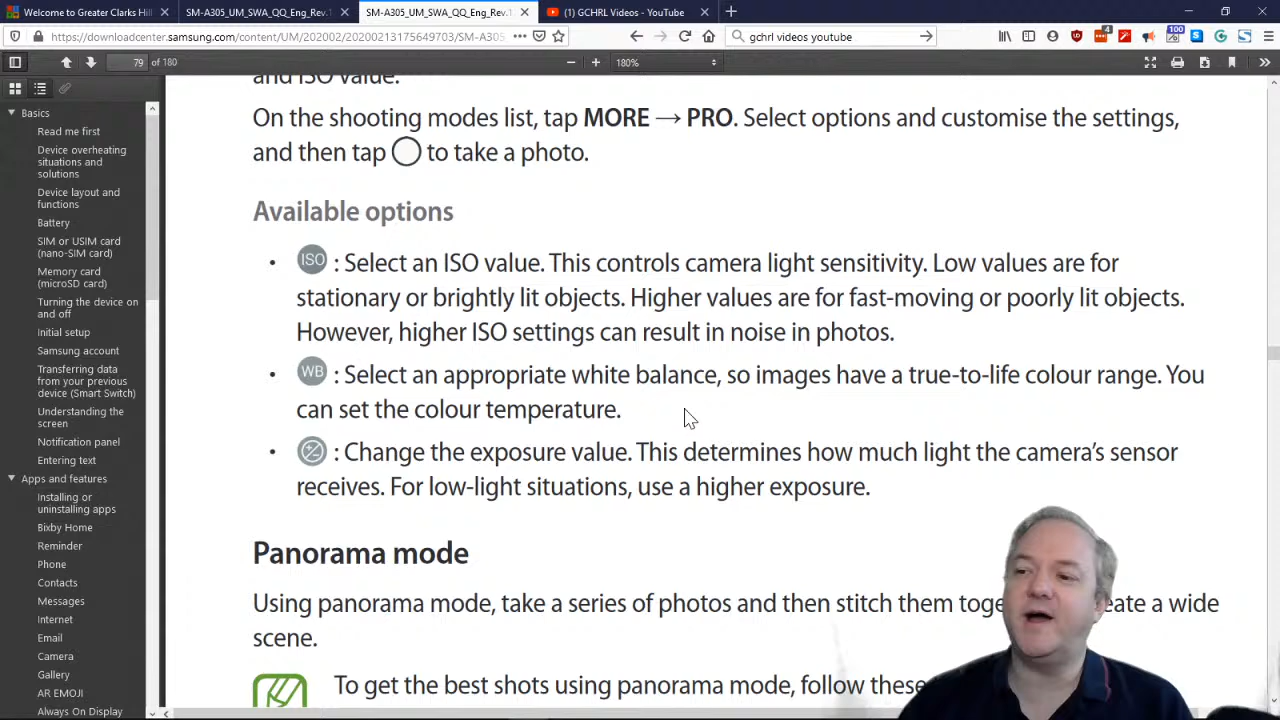 Welcome to Greater Clarks Hill
SM-A305_UM_SWA_QQ_Eng_Rev.1
SM-A305_UM_SWA_QQ_Eng_Rev.1
(1) GCHRL Videos - YouTube
https://downloadcenter.samsung.com/content/UM/202002/20200213175649703/SM-A305
gchrl videos youtube
100
79 of 180
180%
Basics
Read me first
Device overheating
situations and
solutions
Device layout and
functions
Battery
SIM or USIM card
(nano-SIM card)
Memory card
(microSD card)
Turning the device on
and off
Initial setup
Samsung account
Transferring data
from your previous
device (Smart Switch)
Understanding the
screen
Notification panel
Entering text
Apps and features
Installing or
uninstalling apps
Bixby Home
Reminder
Phone
Contacts
Messages
Internet
Email
Camera
Gallery
AR EMOJI
Always On Display
and ISO value.
On the shooting modes list, tap MORE → PRO. Select options and customise the settings,
and then tap to take a photo.
Available options
• ISO : Select an ISO value. This controls camera light sensitivity. Low values are for
stationary or brightly lit objects. Higher values are for fast-moving or poorly lit objects.
However, higher ISO settings can result in noise in photos.
• WB : Select an appropriate white balance, so images have a true-to-life colour range. You
can set the colour temperature.
• : Change the exposure value. This determines how much light the camera's sensor
receives. For low-light situations, use a higher exposure.
Panorama mode
Using panorama mode, take a series of photos and then stitch them toge eate a wide
scene.
To get the best shots using panorama mode, follow these